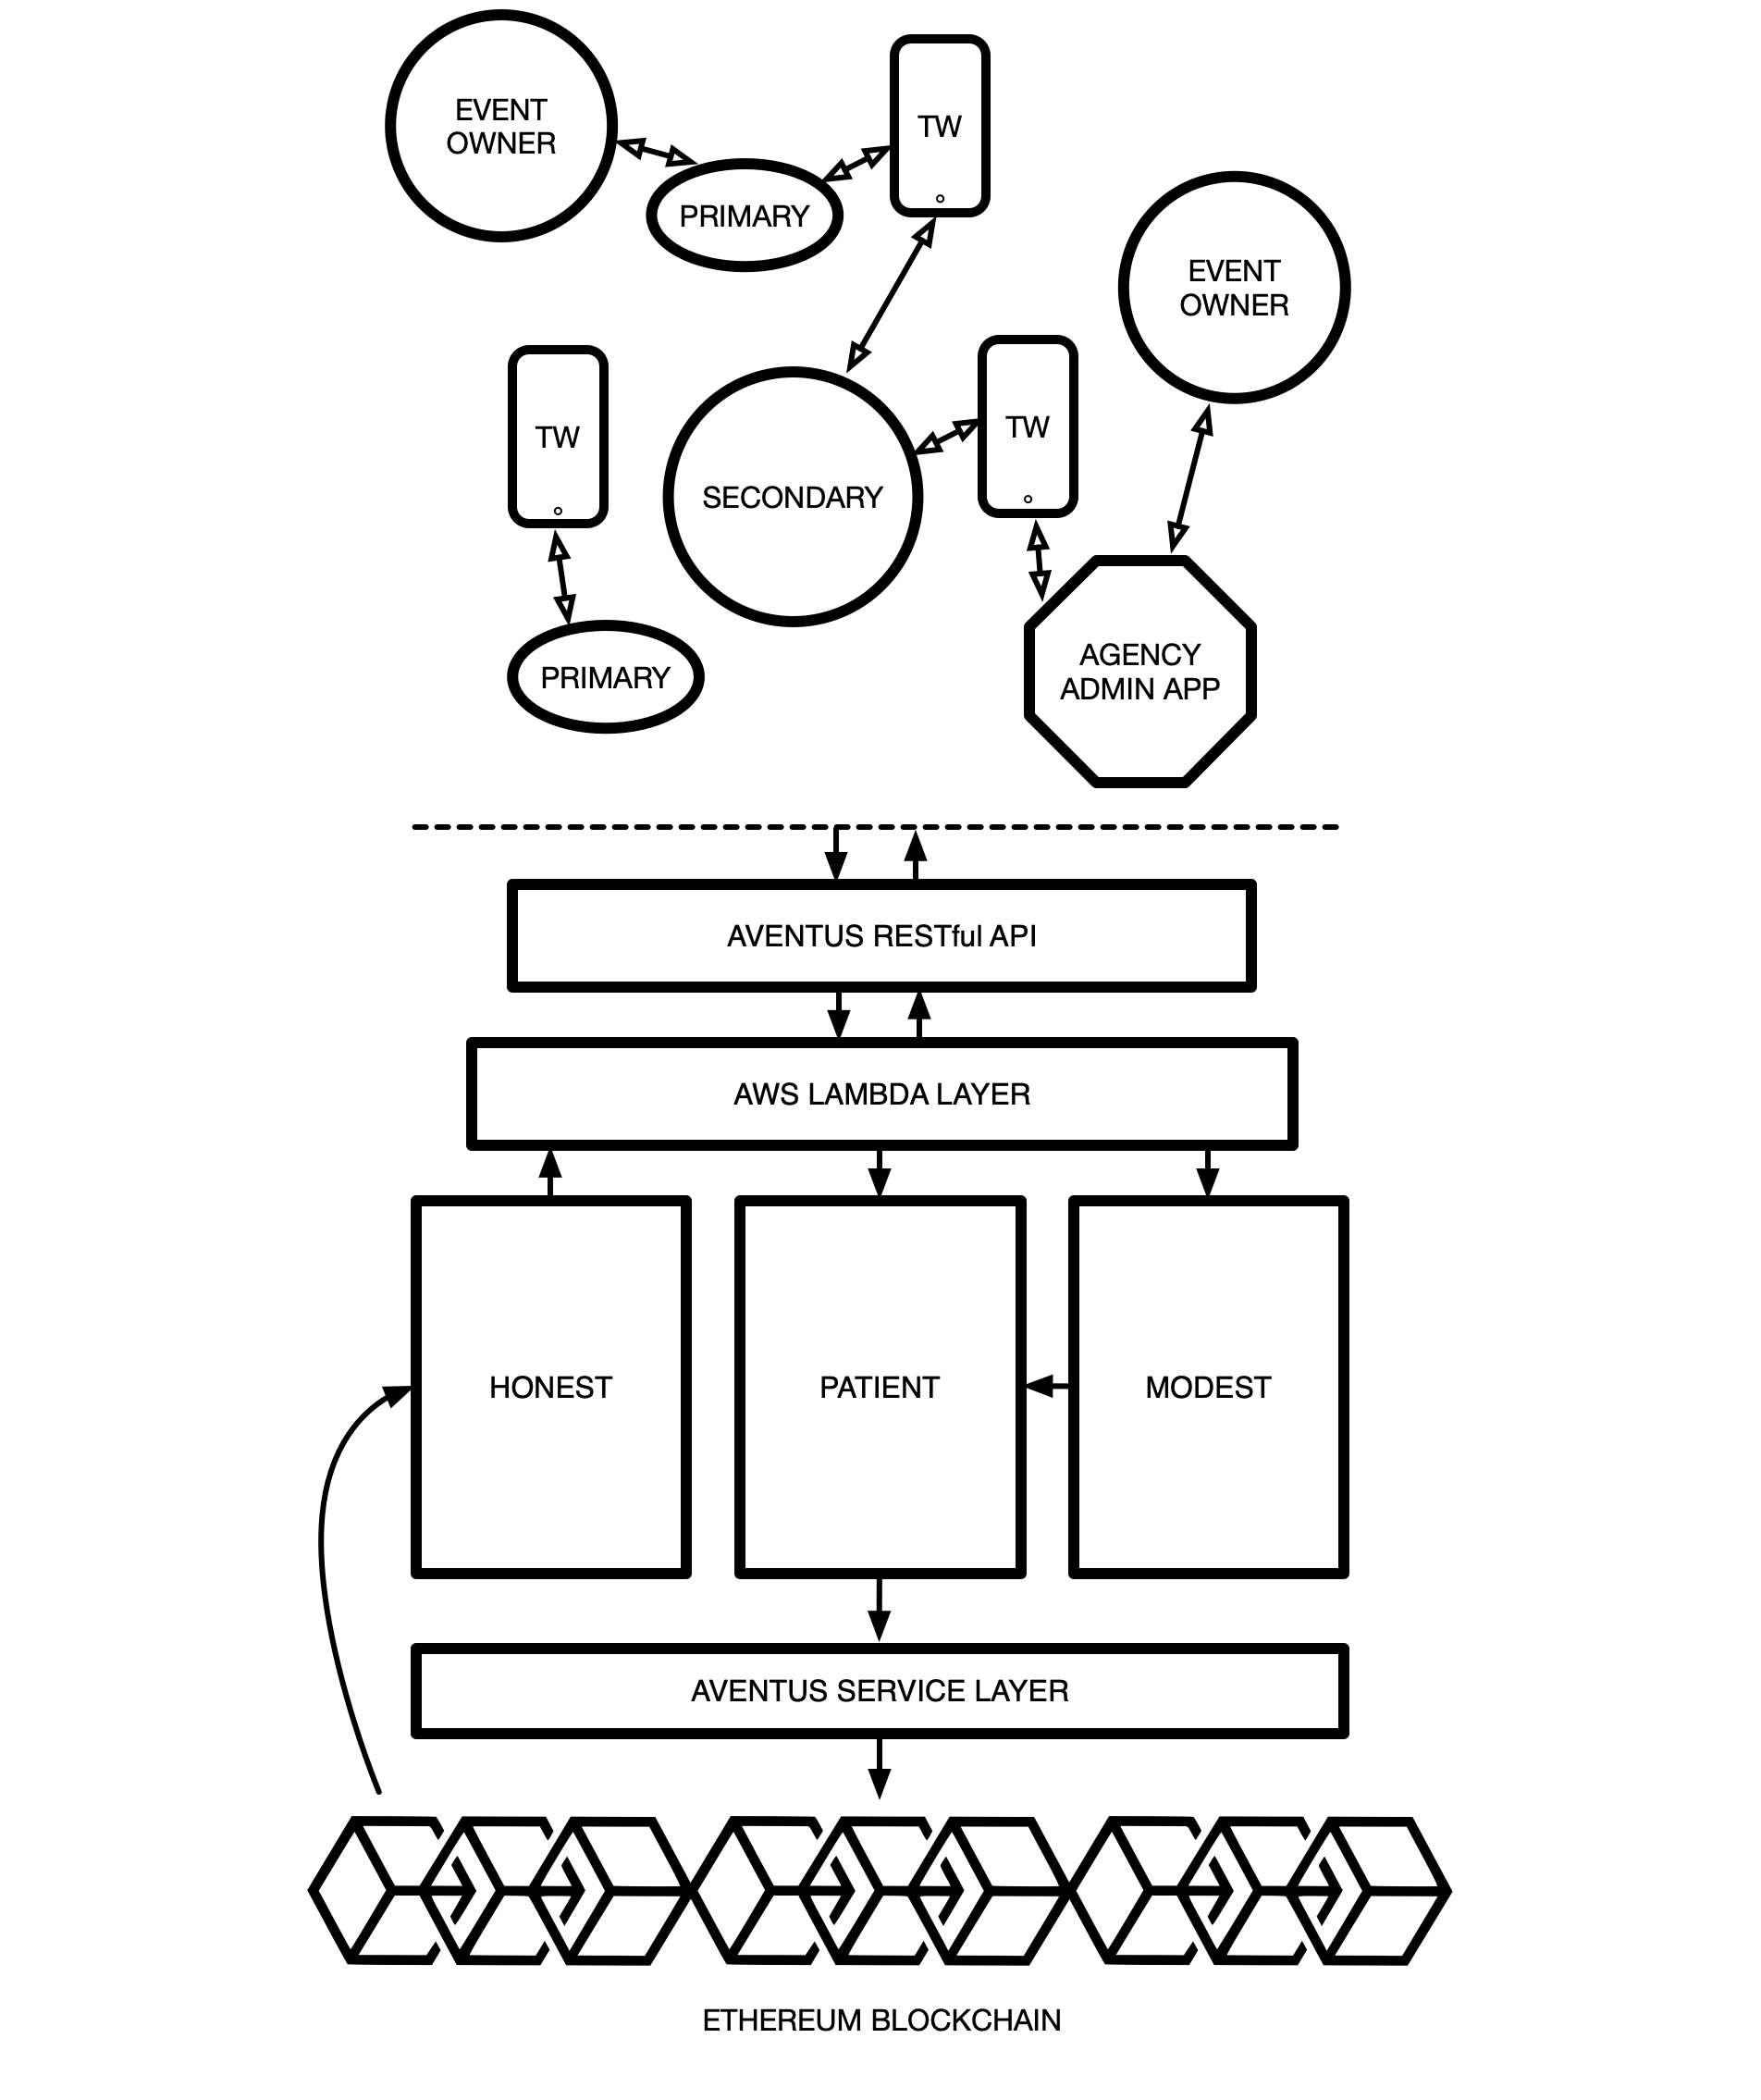 EVENT
OWNER
TW
PRIMARY
EVENT
OWNER
TW
TW
SECONDARY
PRIMARY
AGENCY
ADMIN APP
AVENTUS RESTful API
AWS LAMBDA LAYER
HONEST
PATIENT
MODEST
AVENTUS SERVICE LAYER
ETHEREUM BLOCKCHAIN